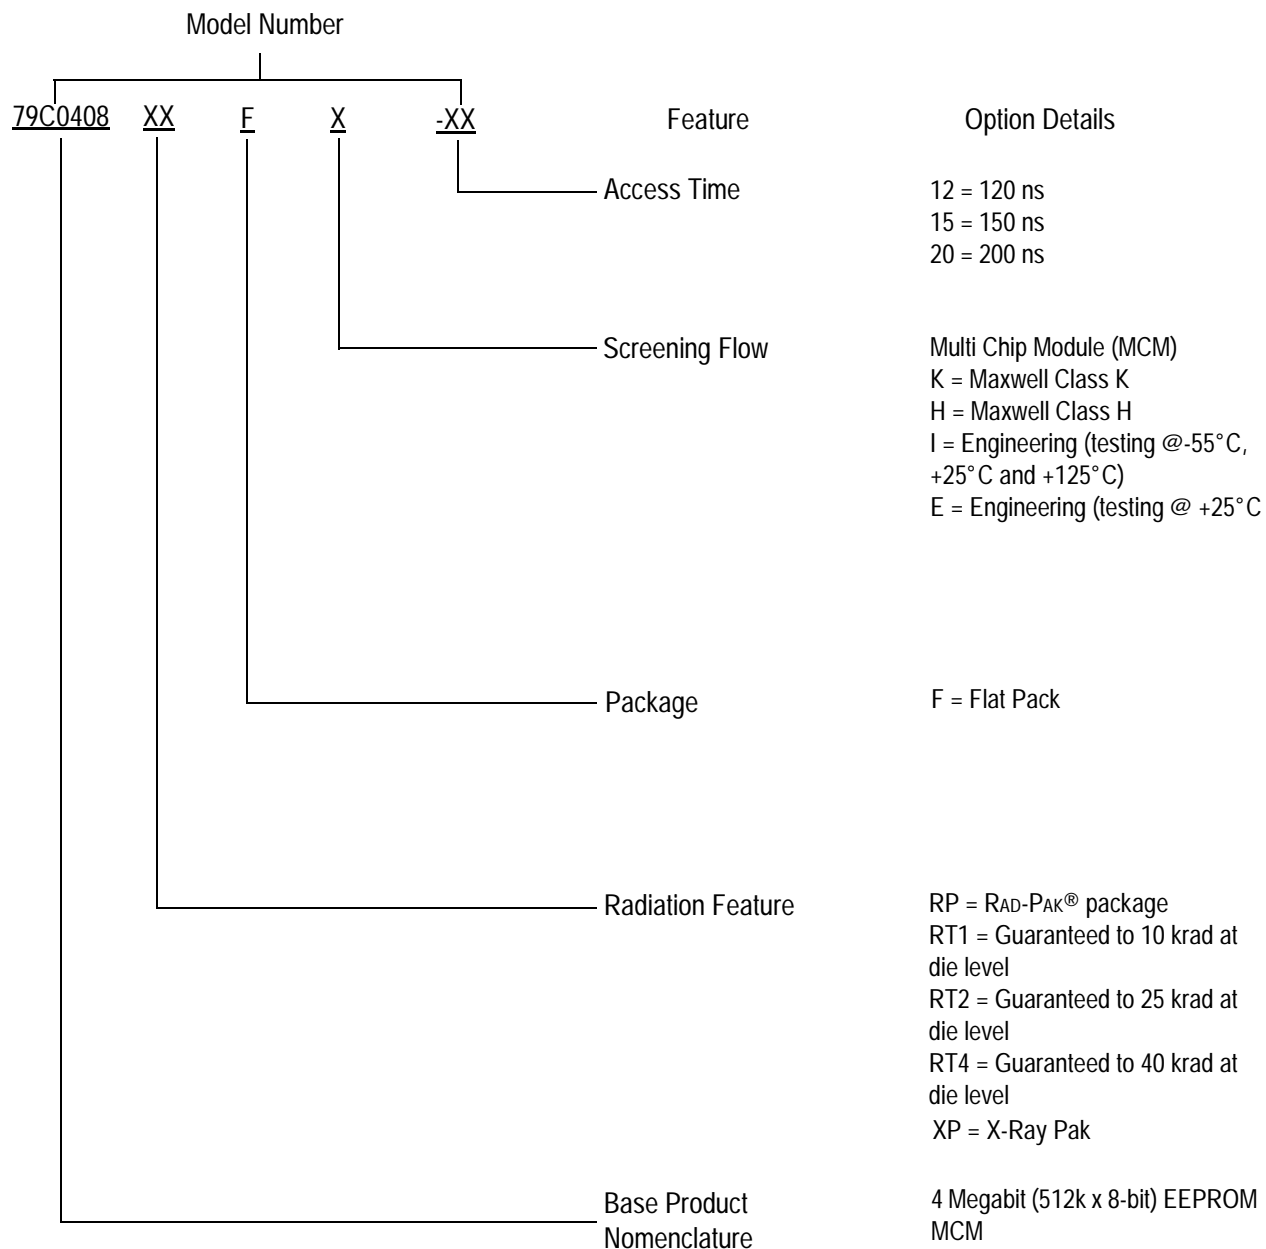 Model Number
79C0408 XX F X -XX Feature Option Details
Access Time 12 = 120 ns
15 = 150 ns
20 = 200 ns
Screening Flow Multi Chip Module (MCM)
K = Maxwell Class K
H = Maxwell Class H
I = Engineering (testing @-55°C,
+25°C and +125°C)
E = Engineering (testing @ +25°C
Package F = Flat Pack
Radiation Feature RP = RAD-PAK® package
RT1 = Guaranteed to 10 krad at
die level
RT2 = Guaranteed to 25 krad at
die level
RT4 = Guaranteed to 40 krad at
die level
XP = X-Ray Pak
Base Product 4 Megabit (512k x 8-bit) EEPROM
Nomenclature MCM